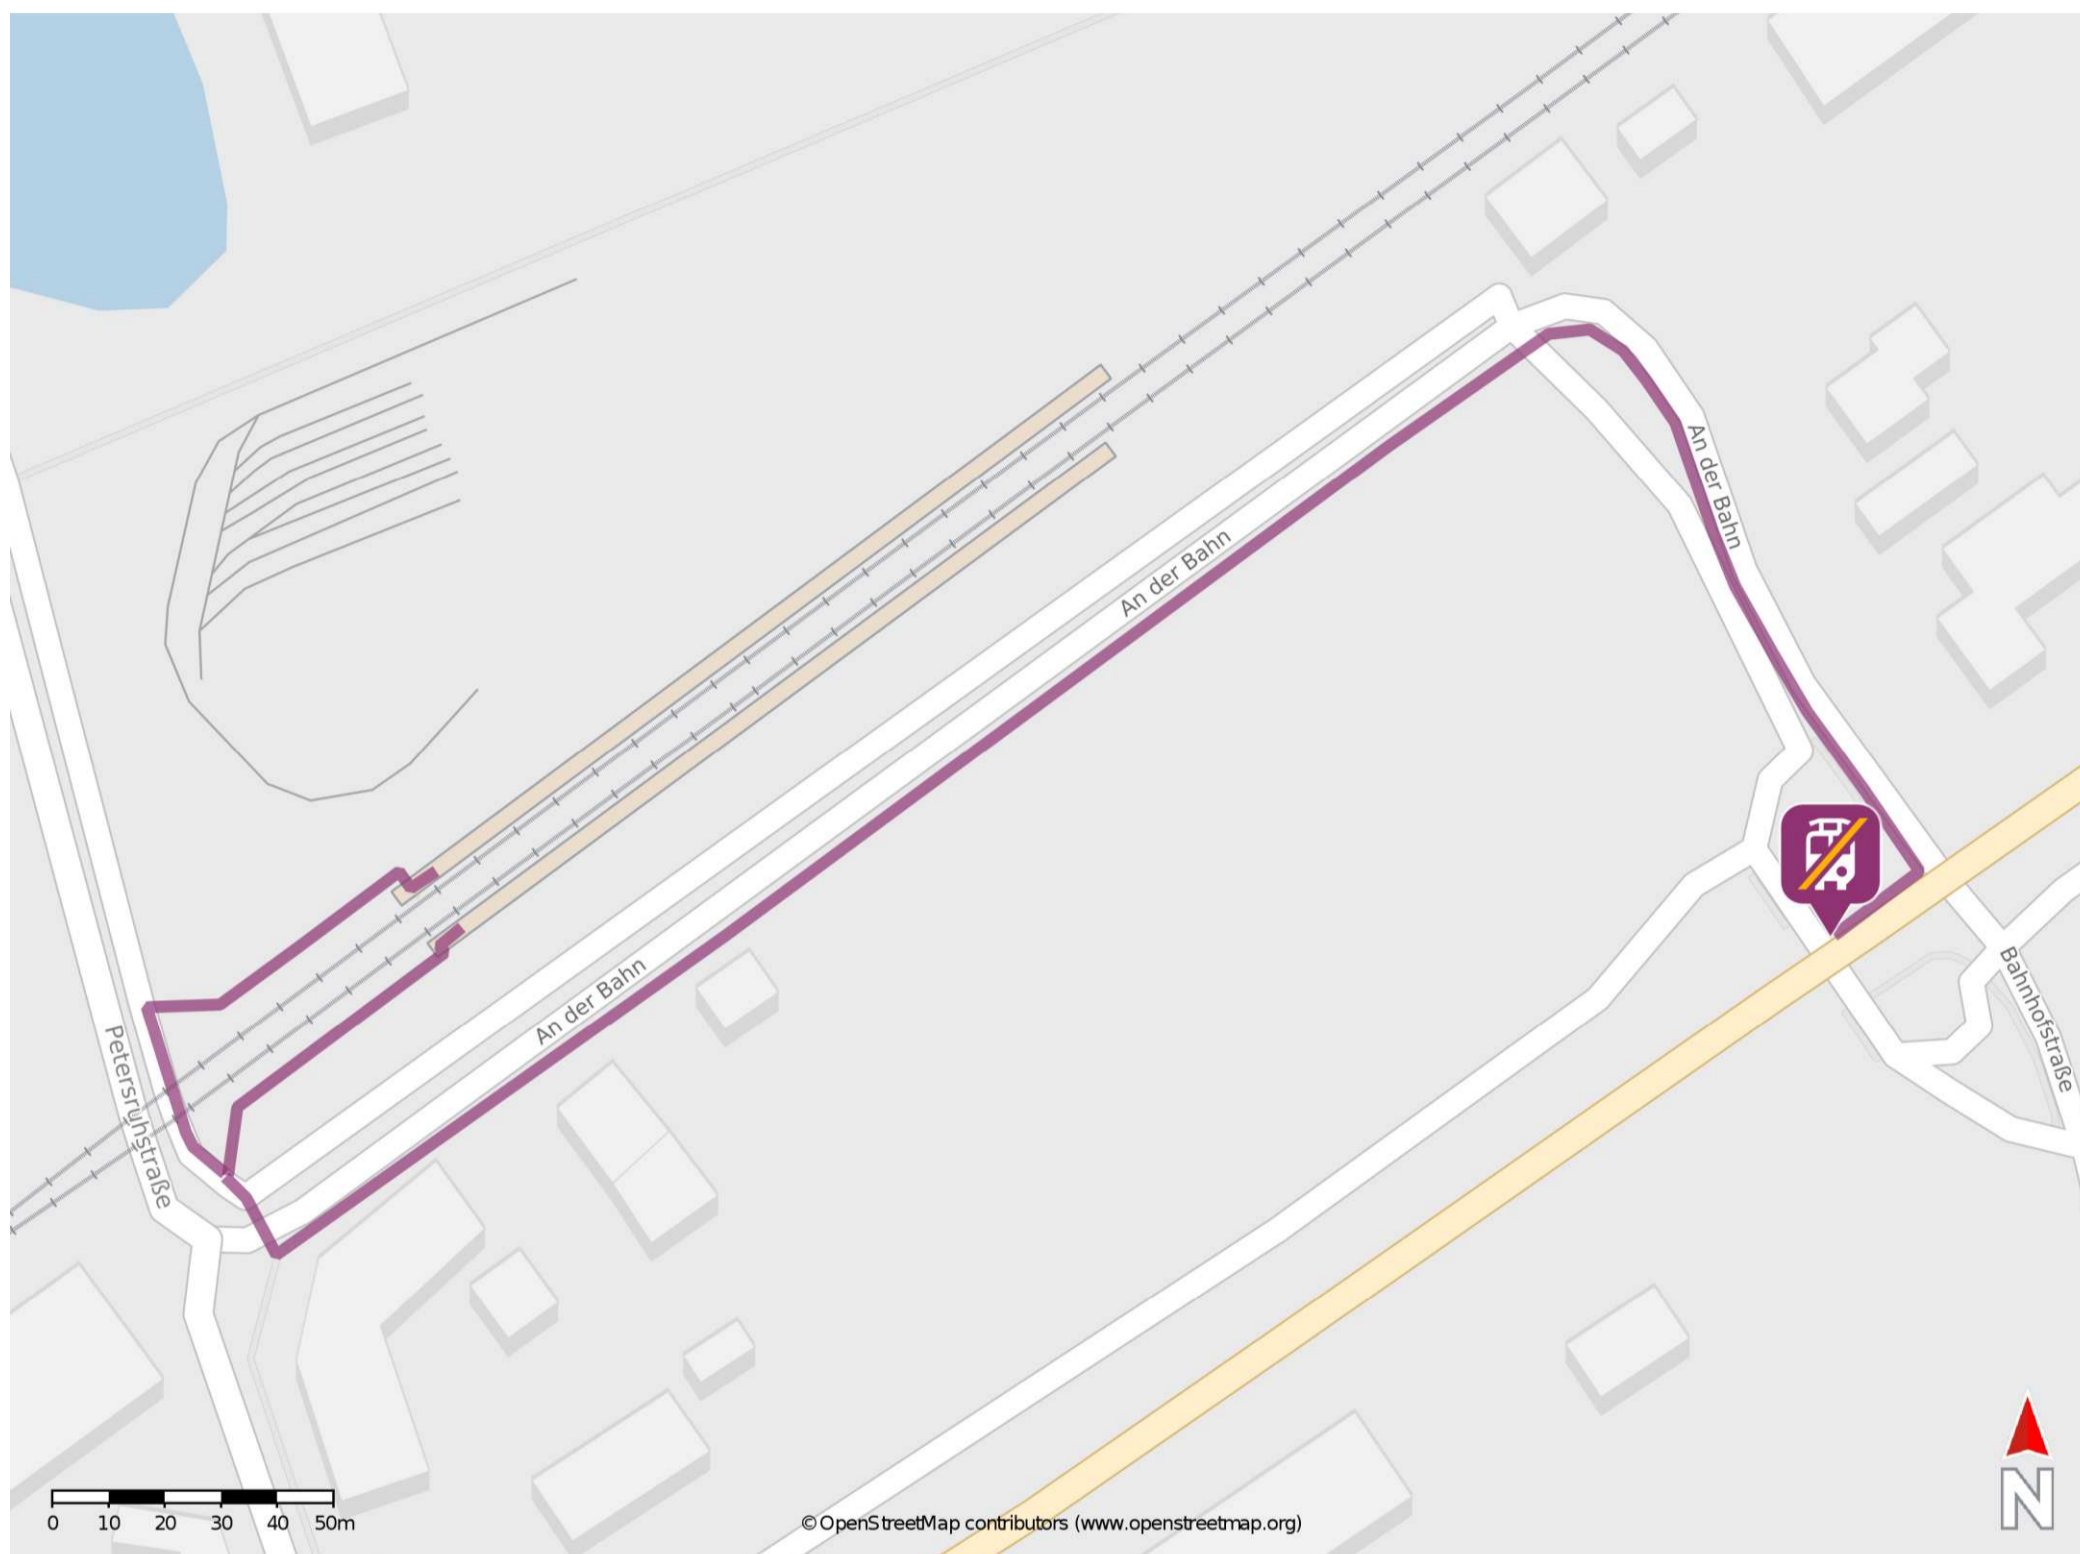 An der Bahn
An der Bahn
An der Bahn
Petersruhstraße
Bahnhofstraße
0 10 20 30 40 50m
© OpenStreetMap contributors (www.openstreetmap.org)
N